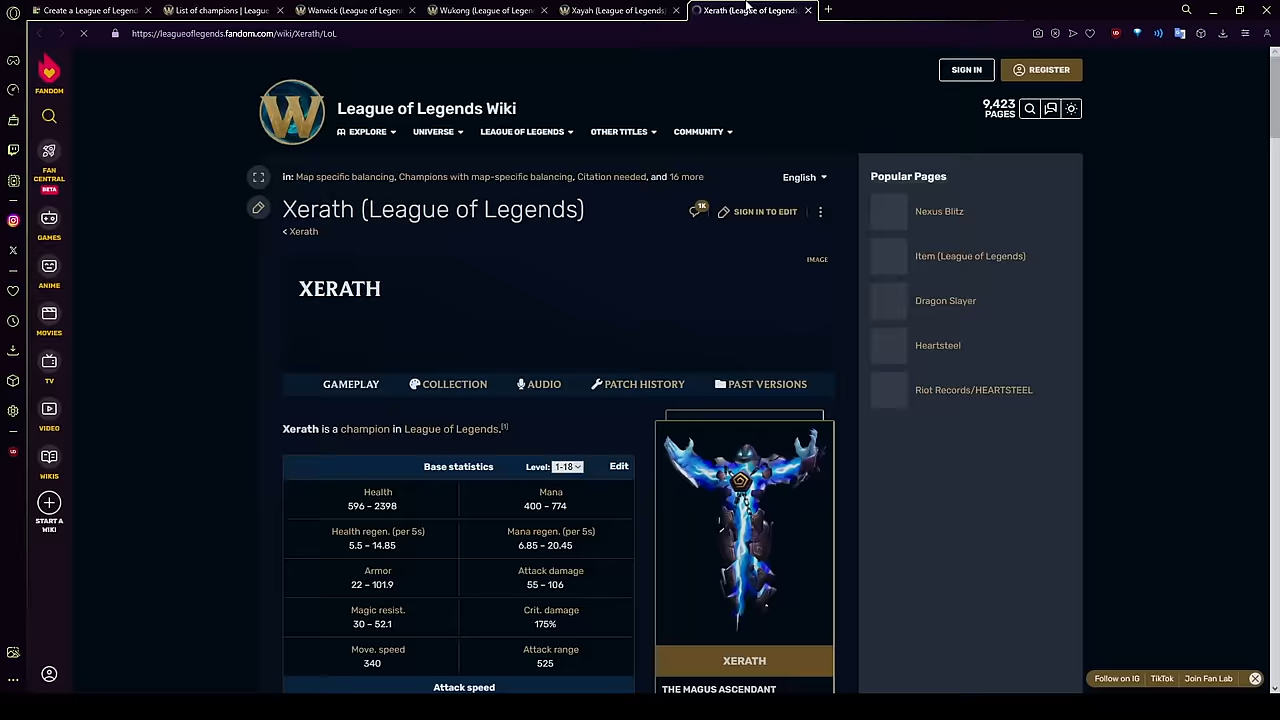 Create a League of Legend
List of champions | League
Warwick (League of Legen
Wukong (League of Legen
Xayah (League of Legends)
Xerath (League of Legends
https://leagueoflegends.fandom.com/wiki/Xerath/LoL
FANDOM
FAN CENTRAL
BETA
GAMES
ANIME
MOVIES
TV
VIDEO
WIKIS
START A WIKI
SIGN IN
REGISTER
League of Legends Wiki
9,423
PAGES
EXPLORE
UNIVERSE
LEAGUE OF LEGENDS
OTHER TITLES
COMMUNITY
in: Map specific balancing, Champions with map-specific balancing, Citation needed, and 16 more
English
Xerath (League of Legends)
1K
SIGN IN TO EDIT
< Xerath
IMAGE
XERATH
GAMEPLAY
COLLECTION
AUDIO
PATCH HISTORY
PAST VERSIONS
Xerath is a champion in League of Legends.[1]
Base statistics
Level: 1-18
Edit
Health
596 – 2398
Mana
400 – 774
Health regen. (per 5s)
5.5 – 14.85
Mana regen. (per 5s)
6.85 – 20.45
Armor
22 – 101.9
Attack damage
55 – 106
Magic resist.
30 – 52.1
Crit. damage
175%
Move. speed
340
Attack range
525
Attack speed
XERATH
THE MAGUS ASCENDANT
Popular Pages
Nexus Blitz
Item (League of Legends)
Dragon Slayer
Heartsteel
Riot Records/HEARTSTEEL
Follow on IG
TikTok
Join Fan Lab